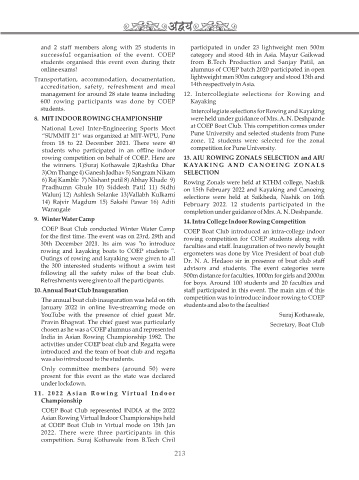 अद्वय
and 2 staff members along with 25 students in
successful organisation of the event. COEP
students organised this event even during their
online exams!
Transportation, accommodation, documentation,
accreditation, safety, refreshment and meal
management for around 28 state teams including
600 rowing participants was done by COEP
students.
8. MIT INDOOR ROWING CHAMPIONSHIP
National Level Inter-Engineering Sports Meet
"SUMMIT 21" was organized at MIT-WPU, Pune
from 18 to 22 December 2021. There were 40
students who participated in an offline indoor
rowing competition on behalf of COEP. Here are
the winners. 1)Suraj Kothawale 2)Rashika Dhar
3)Om Thange 4)Ganesh Jadhav 5) Sangram Nikam
6) Raj Kamble 7) Nishant patil 8) Abhay Khade 9)
Pradhumn Ghule 10) Siddesh Patil 11) Sidhi
Walunj 12) Ashlesh Solanke 13)Vallabh Kulkarni
14) Rajvir Magdum 15) Sakshi Pawar 16) Aditi
Warangale
9. Winter Water Camp
COEP Boat Club conducted Winter Water Camp
for the first time. The event was on 23rd, 29th and
30th December 2021. Its aim was "to introduce
rowing and kayaking boats to COEP students ".
Outings of rowing and kayaking were given to all
the 300 interested students without a swim test
following all the safety rules of the boat club.
Refreshments were given to all the participants.
10. Annual Boat Club Inauguration
The annual boat club inauguration was held on 6th
January 2022 in online live-streaming mode on
YouTube with the presence of chief guest Mr.
Pravin Bhagwat. The chief guest was particularly
chosen as he was a COEP alumnus and represented
India in Asian Rowing Championship 1982. The
activities under COEP boat club and Regatta were
introduced and the team of boat club and regatta
was also introduced to the students.
Only committee members (around 50) were
present for this event as the state was declared
under lockdown.
11. 2022 Asian Rowing Virtual Indoor
Championship
COEP Boat Club represented INDIA at the 2022
Asian Rowing Virtual Indoor Championships held
at COEP Boat Club in Virtual mode on 15th Jan
2022. There were three participants in this
competition. Suraj Kothawale from B.Tech Civil
participated in under 23 lightweight men 500m
category and stood 4th in Asia. Mayur Gaikwad
from B.Tech Production and Sanjay Patil, an
alumnus of COEP batch 2020 participated in open
lightweight men 500m category and stood 13th and
14th respectively in Asia.
12. Intercollegiate selections for Rowing and
Kayaking
Intercollegiate selections for Rowing and Kayaking
were held under guidance of Mrs. A. N. Deshpande
at COEP Boat Club. This competition comes under
Pune University and selected students from Pune
zone. 12 students were selected for the zonal
competition for Pune University.
13. AIU ROWING ZONALS SELECTION and AIU
KAYAKING AND CANOEING ZONALS
SELECTION
Rowing Zonals were held at KTHM college, Nashik
on 15th February 2022 and Kayaking and Canoeing
selections were held at Saikheda, Nashik on 16th
February 2022. 12 students participated in the
completion under guidance of Mrs. A. N. Deshpande.
14. Intra College Indoor Rowing Competition
COEP Boat Club introduced an intra-college indoor
rowing competition for COEP students along with
faculties and staff. Inauguration of two newly bought
ergometers was done by Vice President of boat club
Dr. N. A. Hedaoo sir in presence of boat club staff
advisors and students. The event categories were
500m distance for faculties, 1000m for girls and 2000m
for boys. Around 100 students and 20 faculties and
staff participated in this event. The main aim of this
competition was to introduce indoor rowing to COEP
students and also to the faculties!
Suraj Kothawale,
Secretary, Boat Club
213